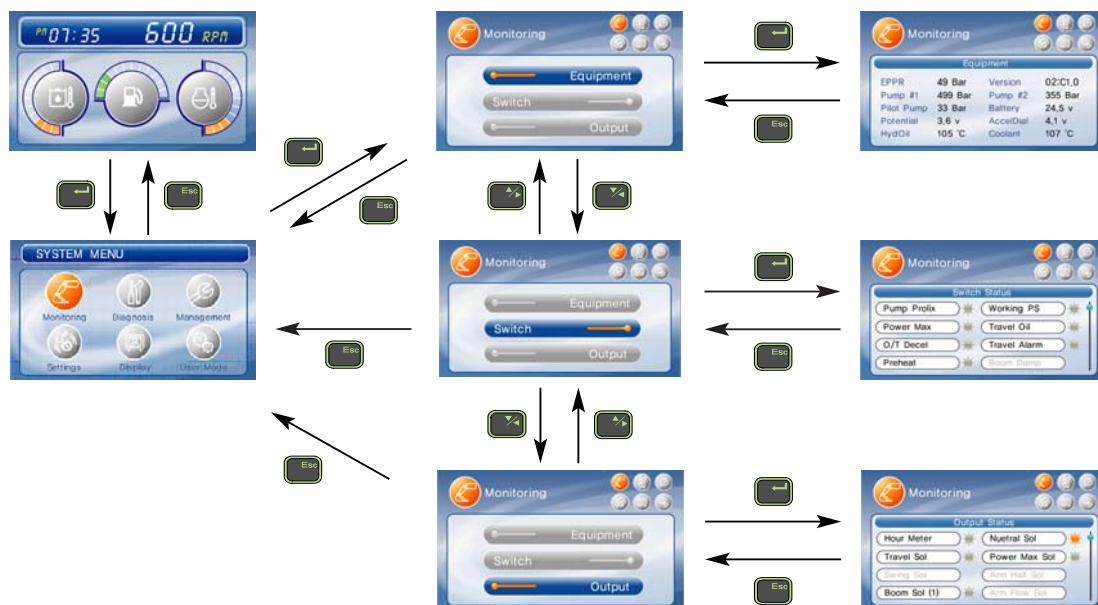 PM 07: 35 600 RPM
Monitoring
Equipment
Switch
Output
Monitoring
Equipment
EPPR 49 Bar Version 02:C1,0
Pump #1 499 Bar Pump #2 355 Bar
Pilot Pump 33 Bar Battery 24,5 v
Potential 3,6 v AccelDial 4,1 v
HydOil 105 ℃ Coolant 107 ℃
Esc
Esc
Esc
SYSTEM MENU
Monitoring Diagnosis Management
Settings Display User Mode
Esc
Monitoring
Equipment
Switch
Output
Esc
Monitoring
Switch Status
Pump Prolix Working PS
Power Max Travel Oil
O/T Decel Travel Alarm
Preheat Boom Damp
Esc
Monitoring
Equipment
Switch
Output
Esc
Monitoring
Output Status
Hour Meter Nuetral Sol
Travel Sol Power Max Sol
Swing Sol Arm Half Sol
Boom Sol (1) Arm Flow Sol